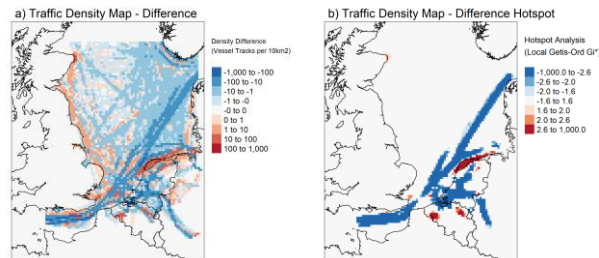 a) Traffic Density Map - Difference
Density Difference
(Vessel Tracks per 10km2)
-1,000 to -100
-100 to -10
-10 to -1
-1 to -0
-0 to 0
0 to 1
1 to 10
10 to 100
100 to 1,000
b) Traffic Density Map - Difference Hotspot
Hotspot Analysis
(Local Getis-Ord Gi*)
-1,000.0 to -2.6
-2.6 to -2.0
-2.0 to -1.6
-1.6 to 1.6
1.6 to 2.0
2.0 to 2.6
2.6 to 1,000.0